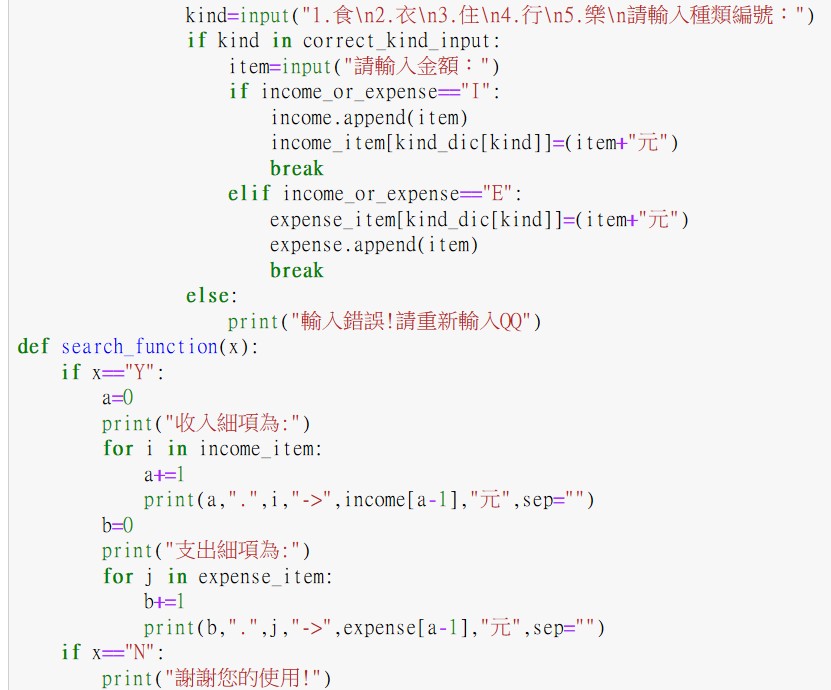 kind=input("1.食\n2.衣\n3.住\n4.行\n5.樂\n請輸入種類編號：")
if kind in correct_kind_input:
item=input("請輸入金額：")
if income_or_expense=="I":
income.append(item)
income_item[kind_dic[kind]]=(item+"元")
break
elif income_or_expense=="E":
expense_item[kind_dic[kind]]=(item+"元")
expense.append(item)
break
else:
print("輸入錯誤!請重新輸入QQ")
def search_function(x):
if x=="Y":
a=0
print("收入細項為:")
for i in income_item:
a+=1
print(a,".",i,"->",income[a-1],"元",sep="")
b=0
print("支出細項為:")
for j in expense_item:
b+=1
print(b,".",j,"->",expense[a-1],"元",sep="")
if x=="N":
print("謝謝您的使用!")